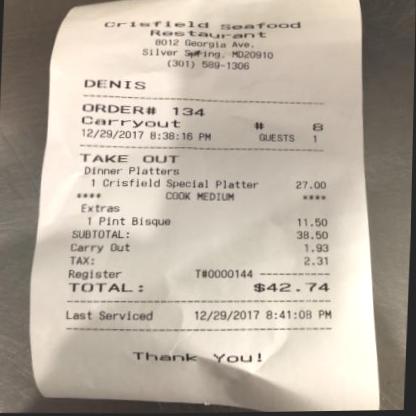 Crisfield Seafood
Restaurant
8012 Georgia Ave.
Silver Spring, MD20910
(301) 589-1306
DENIS
ORDER# 134
Carryout # 8
12/29/2017 8:38:16 PM GUESTS 1
TAKE OUT
Dinner Platters
1 Crisfield Special Platter 27.00
**** COOK MEDIUM ****
Extras
1 Pint Bisque 11.50
SUBTOTAL: 38.50
Carry Out 1.93
TAX: 2.31
Register T#0000144 -----------
TOTAL: $42.74
Last Serviced 12/29/2017 8:41:08 PM
Thank You!